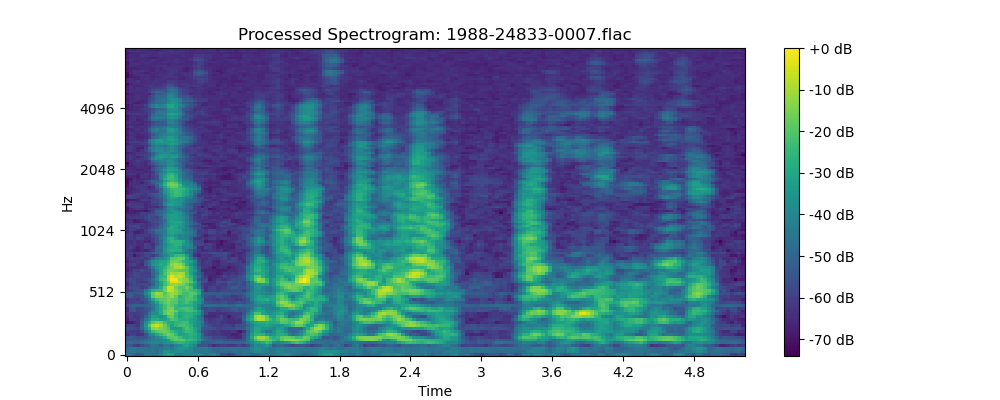 Processed Spectrogram: 1988-24833-0007.flac
Hz
4096
2048
1024
512
0
0 0.6 1.2 1.8 2.4 3 3.6 4.2 4.8
Time
+0 dB
-10 dB
-20 dB
-30 dB
-40 dB
-50 dB
-60 dB
-70 dB